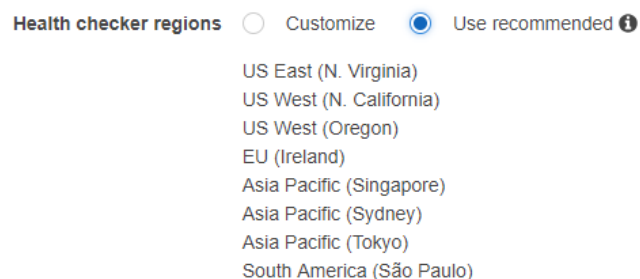 Health checker regions Customize Use recommended
US East (N. Virginia)
US West (N. California)
US West (Oregon)
EU (Ireland)
Asia Pacific (Singapore)
Asia Pacific (Sydney)
Asia Pacific (Tokyo)
South America (São Paulo)